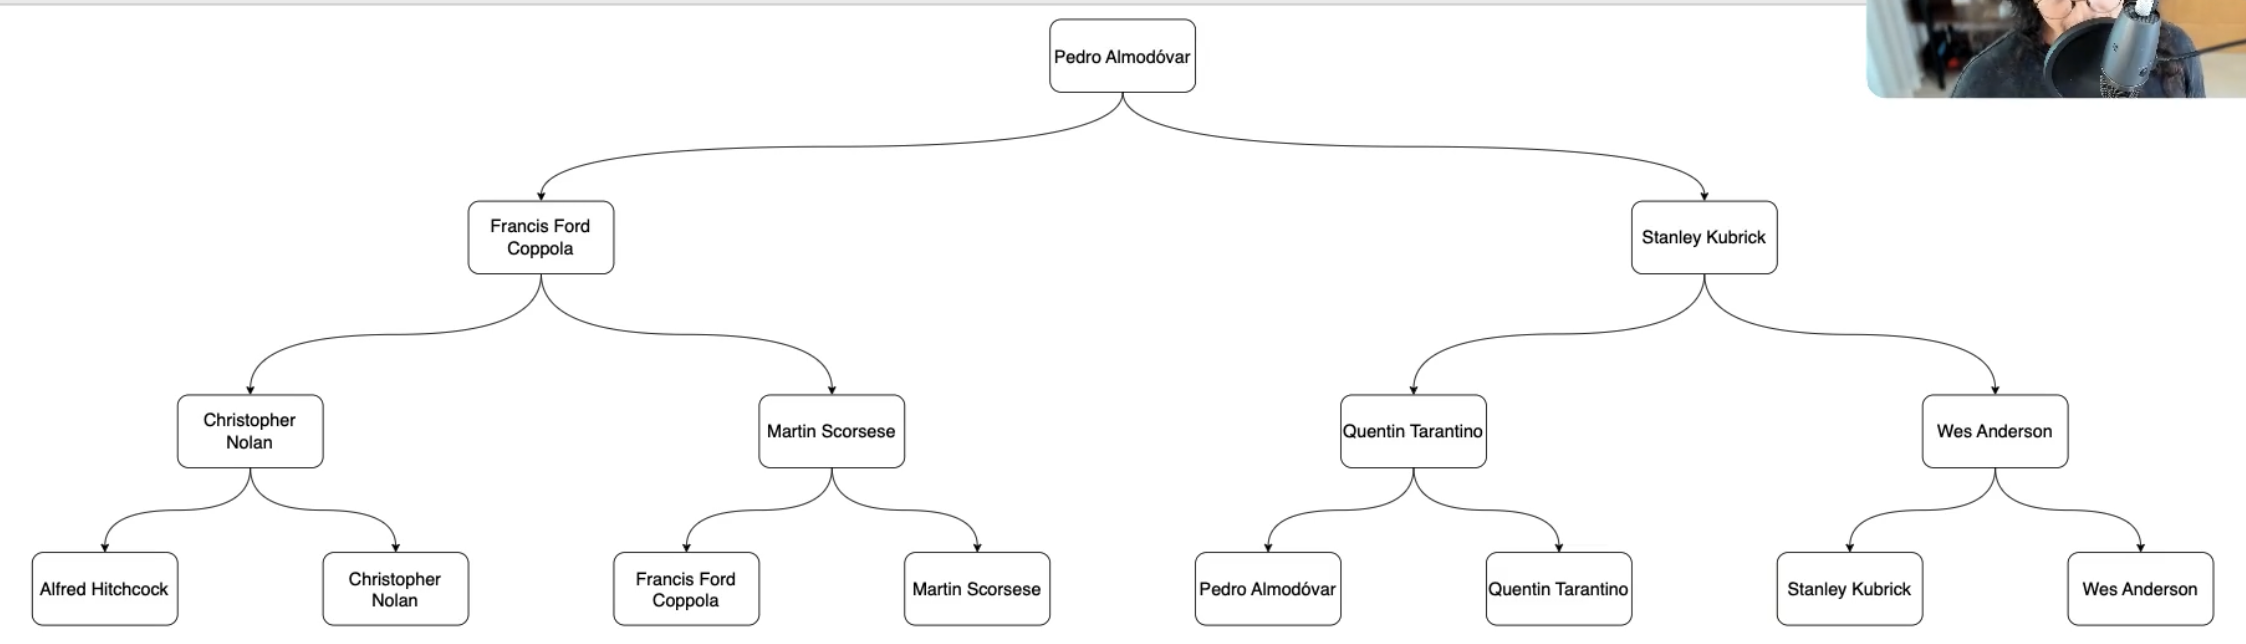 Pedro Almodóvar
Francis Ford
Coppola
Stanley Kubrick
Christopher
Nolan
Martin Scorsese
Quentin Tarantino
Wes Anderson
Alfred Hitchcock
Christopher
Nolan
Francis Ford
Coppola
Martin Scorsese
Pedro Almodóvar
Quentin Tarantino
Stanley Kubrick
Wes Anderson